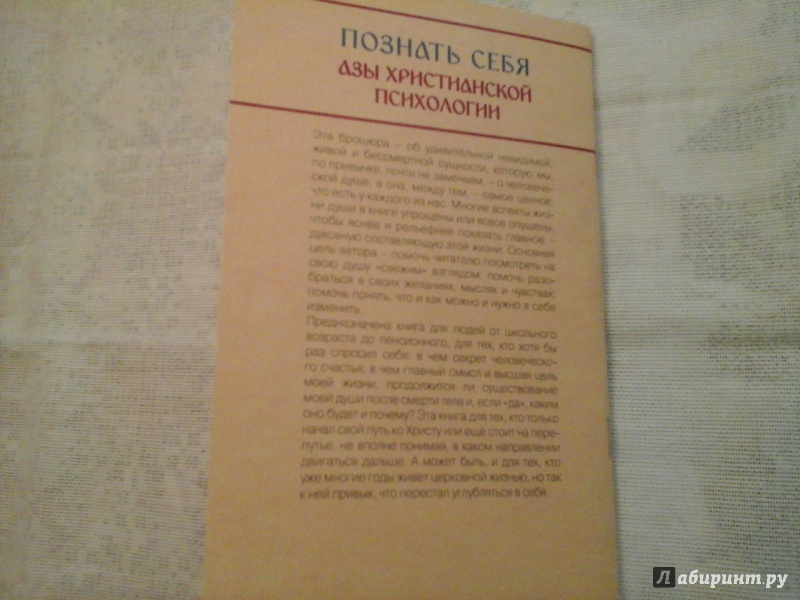 ПОЗНАТЬ СЕБЯ
АЗЫ ХРИСТИАНСКОЙ
ПСИХОЛОГИИ
Эта брошюра – об удивительной невидимой,
живой и бессмертной сущности, которую мы,
по привычке, почти не замечаем, – о человече-
ской душе, а она, между тем, – самое ценное,
что есть у каждого из нас. Многие аспекты жиз-
ни души в книге упрощены или вовсе опущены,
чтобы яснее и рельефнее показать главное –
духовную составляющую этой жизни. Основная
цель автора – помочь читателю посмотреть на
свою душу «свежим» взглядом, помочь разо-
браться в своих желаниях, мыслях и чувствах;
помочь понять, что и как можно и нужно в себе
изменить.
Предназначена книга для людей от школьного
возраста до пенсионного, для тех, кто хотя бы
раз спросил себя: в чем секрет человеческо-
го счастья; в чем главный смысл и высшая цель
моей жизни; продолжится ли существование
моей души после смерти тела и, если «да», каким
оно будет и почему? Эта книга для тех, кто только
начал свой путь ко Христу или еще стоит на пере-
путье, не вполне понимая, в каком направлении
двигаться дальше. А может быть, и для тех, кто
уже многие годы живет церковной жизнью, но так
к ней привык, что перестал углубляться в себя.
Лабиринт.ру